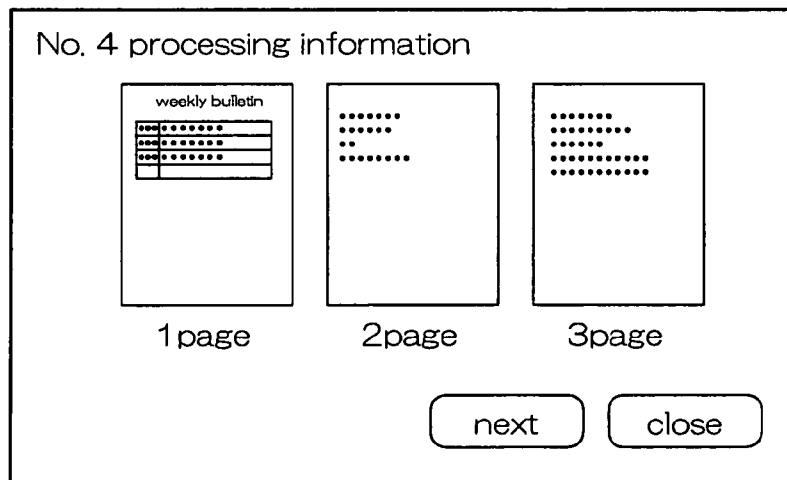 No. 4 processing information
weekly bulletin
1page 2page 3page
next close